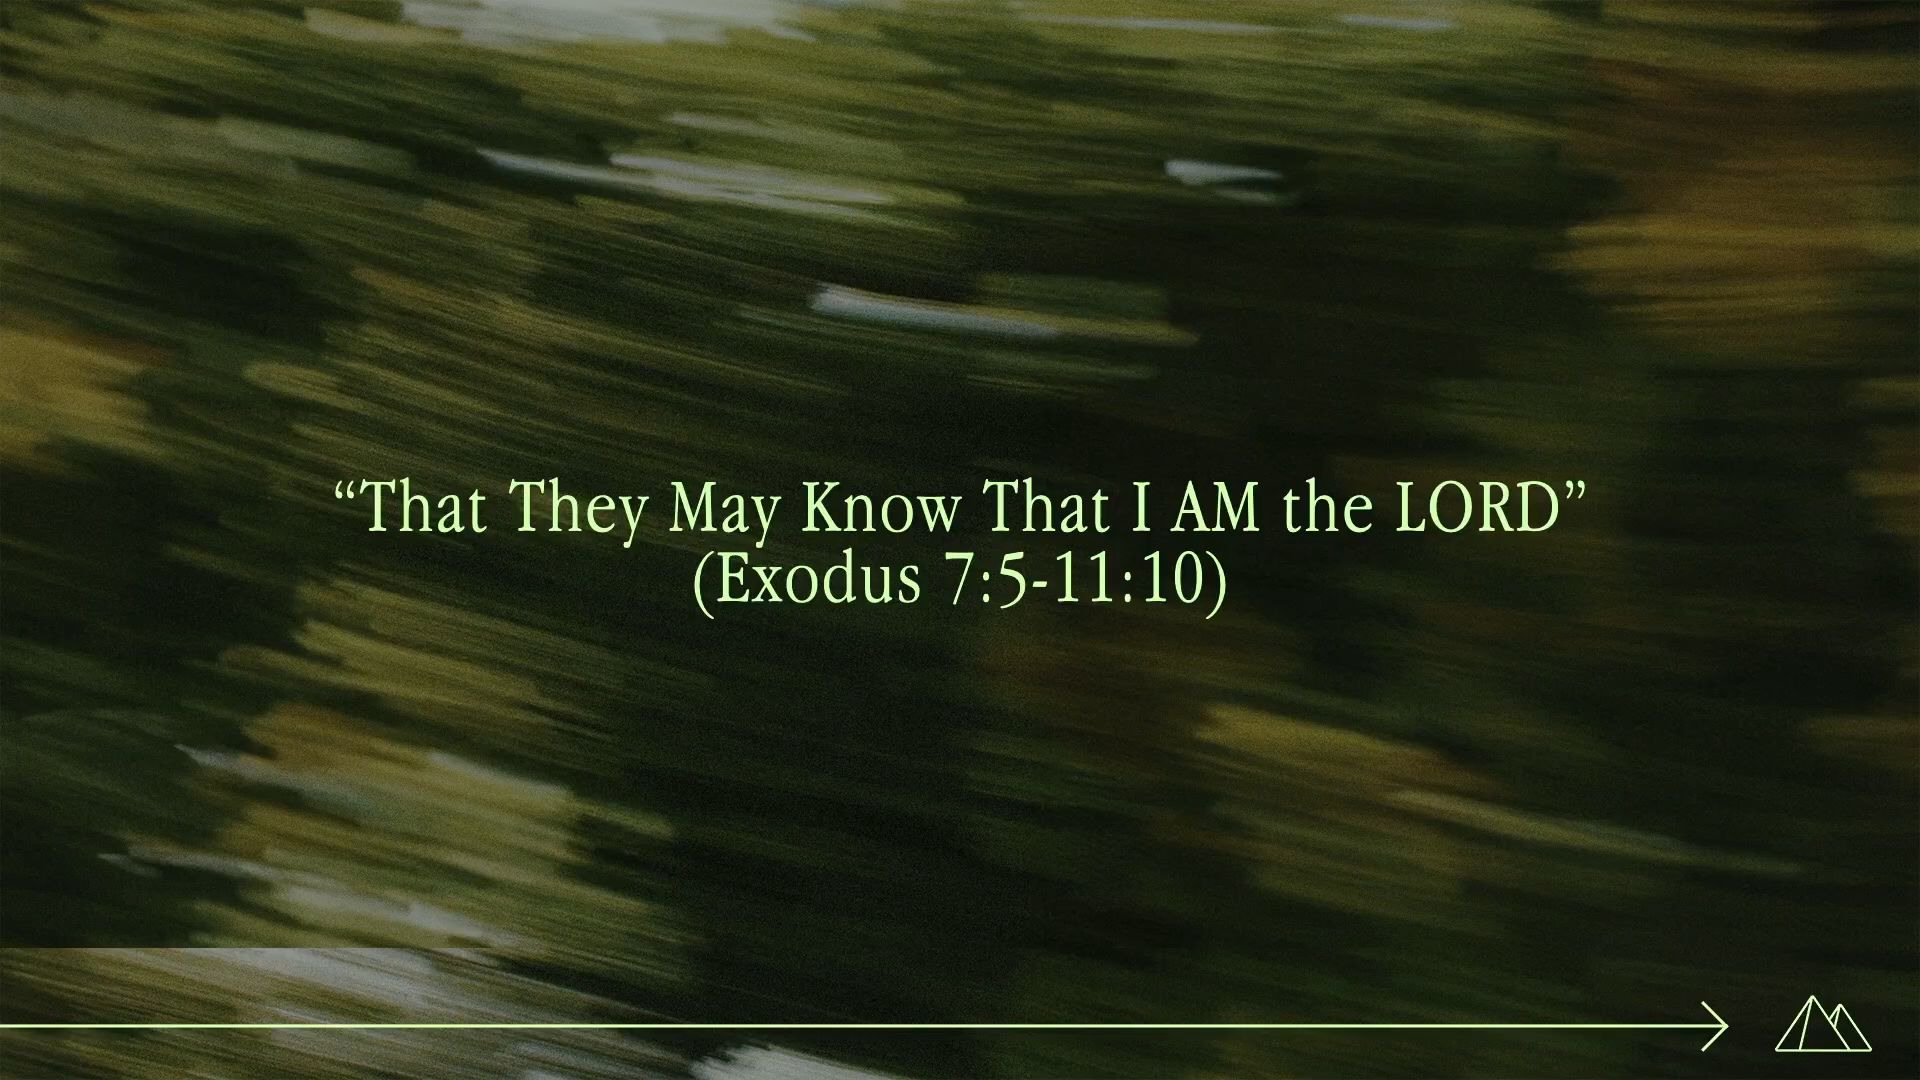 “That They May Know That I AM the LORD”
(Exodus 7:5-11:10)